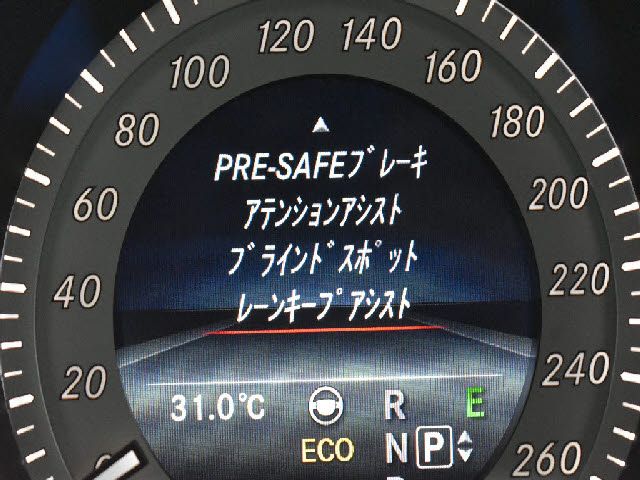 120 140
100 160
80 180
60 200
40 220
20 240
260
PRE-SAFEブレーキ
アテンションアシスト
ブラインドスポット
レーンキープアシスト
31.0℃ R E
ECO N P